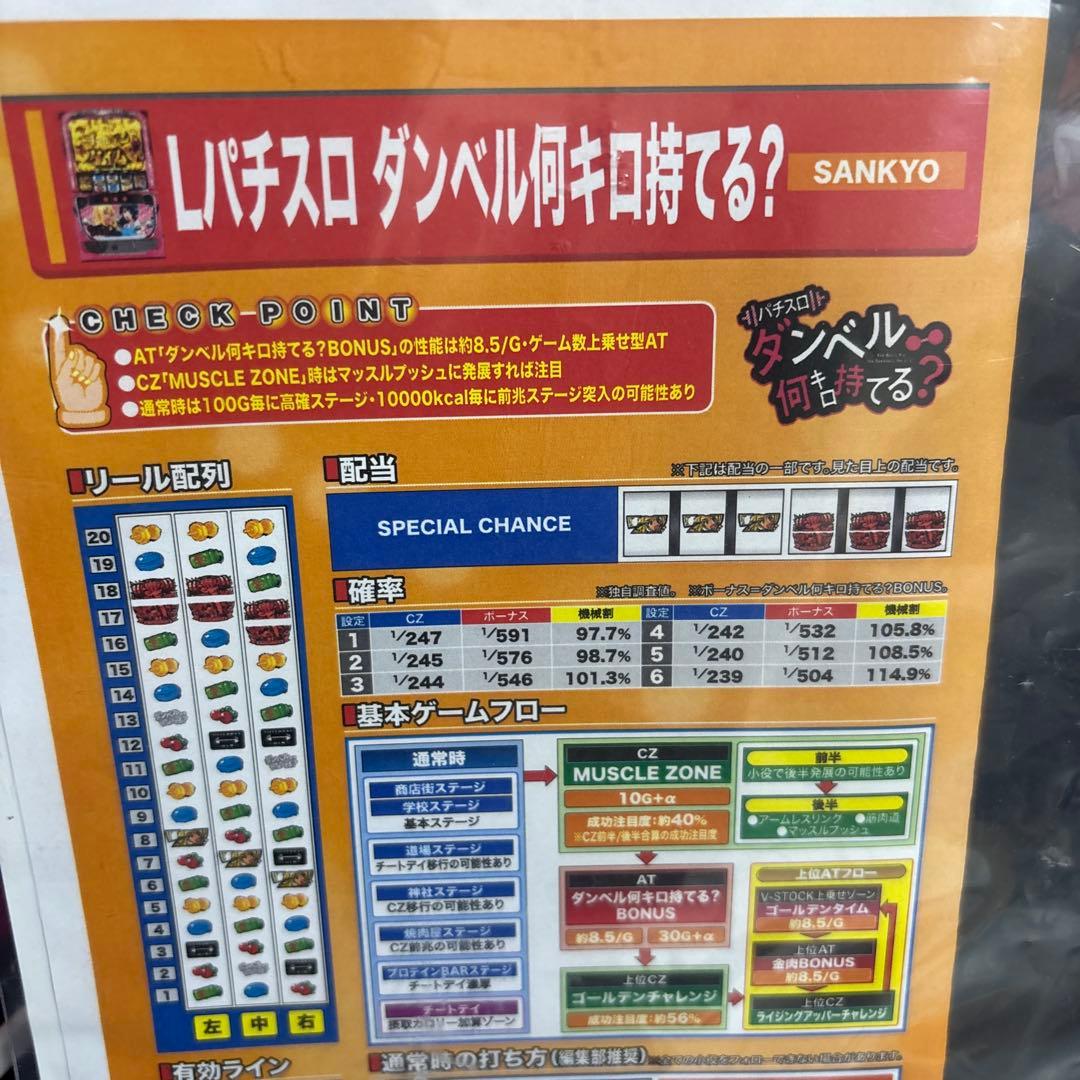 Lパチスロ ダンベル何キロ持てる?
SANKYO
CHECK POINT
●AT「ダンベル何キロ持てる?BONUS」の性能は約8.5/G・ゲーム数上乗せ型AT
●CZ「MUSCLE ZONE」時はマッスルプッシュに発展すれば注目
●通常時は100G毎に高確ステージ・10000kcal毎に前兆ステージ突入の可能性あり
パチスロ
ダンベル
何キロ持てる?
リール配列
20
19
18
17
16
15
14
13
12
11
10
9
8
7
6
5
4
3
2
1
左 中 右
配当
※下記は配当の一部です。見た目上の配当です。
SPECIAL CHANCE
確率
※独自調査値。 ※ボーナス=ダンベル何キロ持てる?BONUS。
設定 CZ ボーナス 機械割 設定 CZ ボーナス 機械割
1 1/247 1/591 97.7% 4 1/242 1/532 105.8%
2 1/245 1/576 98.7% 5 1/240 1/512 108.5%
3 1/244 1/546 101.3% 6 1/239 1/504 114.9%
基本ゲームフロー
通常時
商店街ステージ
学校ステージ
基本ステージ
道場ステージ
チートデイ移行の可能性あり
神社ステージ
CZ移行の可能性あり
焼肉屋ステージ
CZ前兆の可能性あり
プロテインBARステージ
チートデイ濃厚
チートデイ
摂取カロリー加算ゾーン
CZ
MUSCLE ZONE
10G+α
成功注目度:約40%
※CZ前半/後半合算の成功注目度
前半
小役で後半発展の可能性あり
後半
●アームレスリング ●筋肉道
●マッスルプッシュ
AT
ダンベル何キロ持てる?
BONUS
約8.5/G 30G+α
上位CZ
ゴールデンチャレンジ
成功注目度:約56%
上位ATフロー
V-STOCK上乗せゾーン
ゴールデンタイム
約8.5/G
上位AT
金肉BONUS
約8.5/G
上位CZ
ライジングアッパーチャレンジ
有効ライン
通常時の打ち方(編集部推奨)
※全ての小役をフォローできない場合があります。